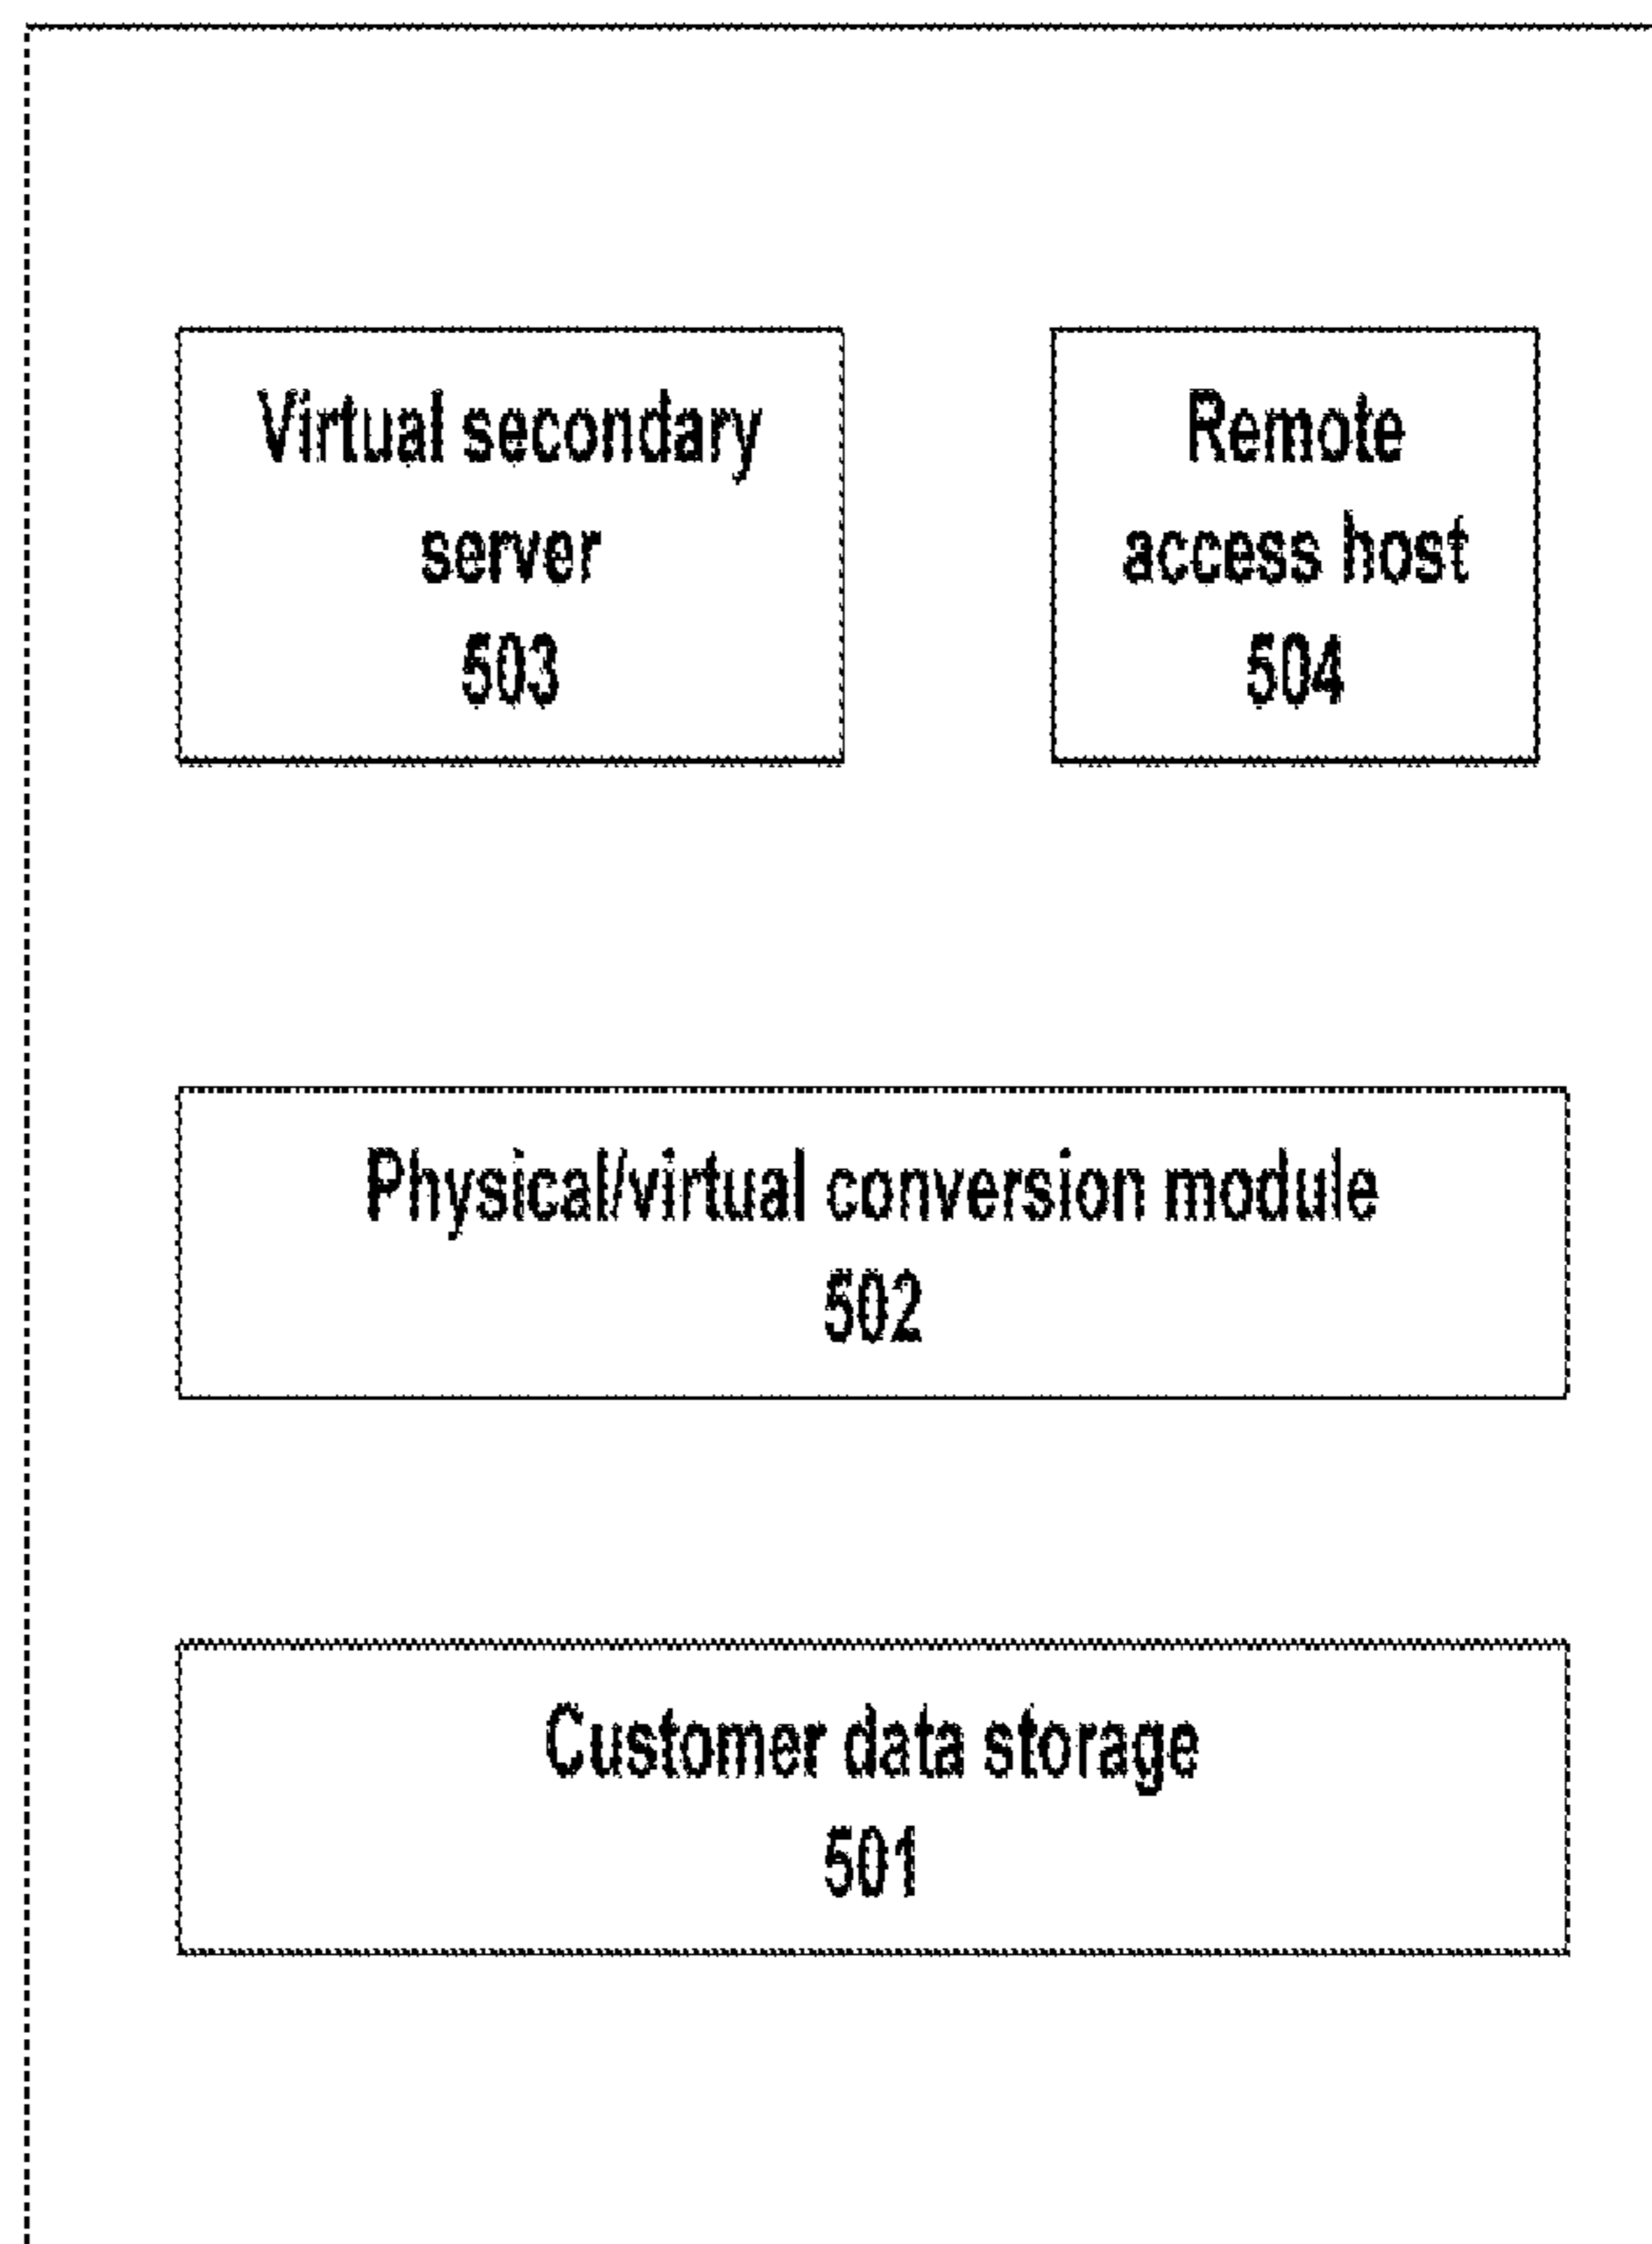 Virtual secondary
server
503
Remote
access host
504
Physical/virtual conversion module
502
Customer data storage
501